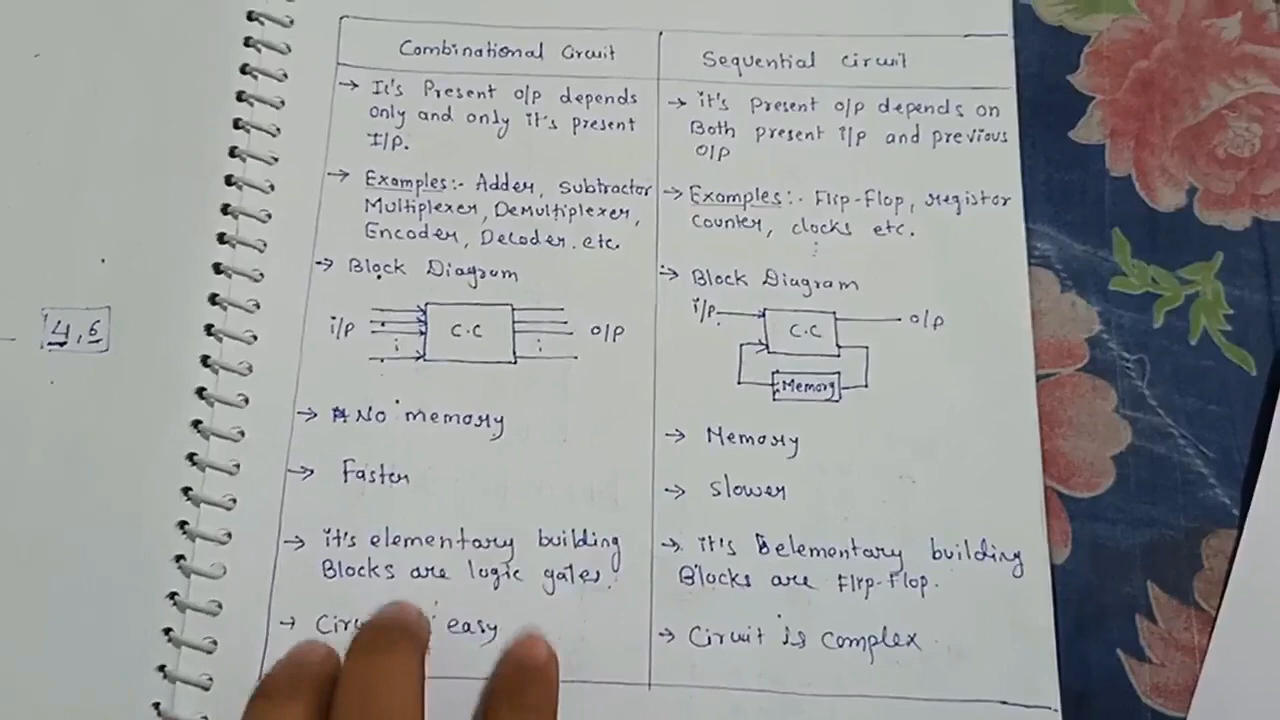 Combinational Circuit
→ It's Present o/p depends
only and only it's present
I/p.
→ Examples:- Adder, Subtractor
Multiplexer, Demultiplexer,
Encoder, Decoder. etc.
→ Block Diagram
i/p
C.C
o/p
→ No memory
→ Faster
→ it's elementary building
Blocks are logic gates.
→ easy
Sequential circuit
→ it's present o/p depends on
Both present i/p and previous
o/p
→ Examples:- Flip-Flop, register
counter, clocks etc.
→ Block Diagram
i/p
C.C
o/p
Memory
→ Memory
→ slower
→ it's elementary building
Blocks are Flip-Flop.
→ Circuit is complex
4,6